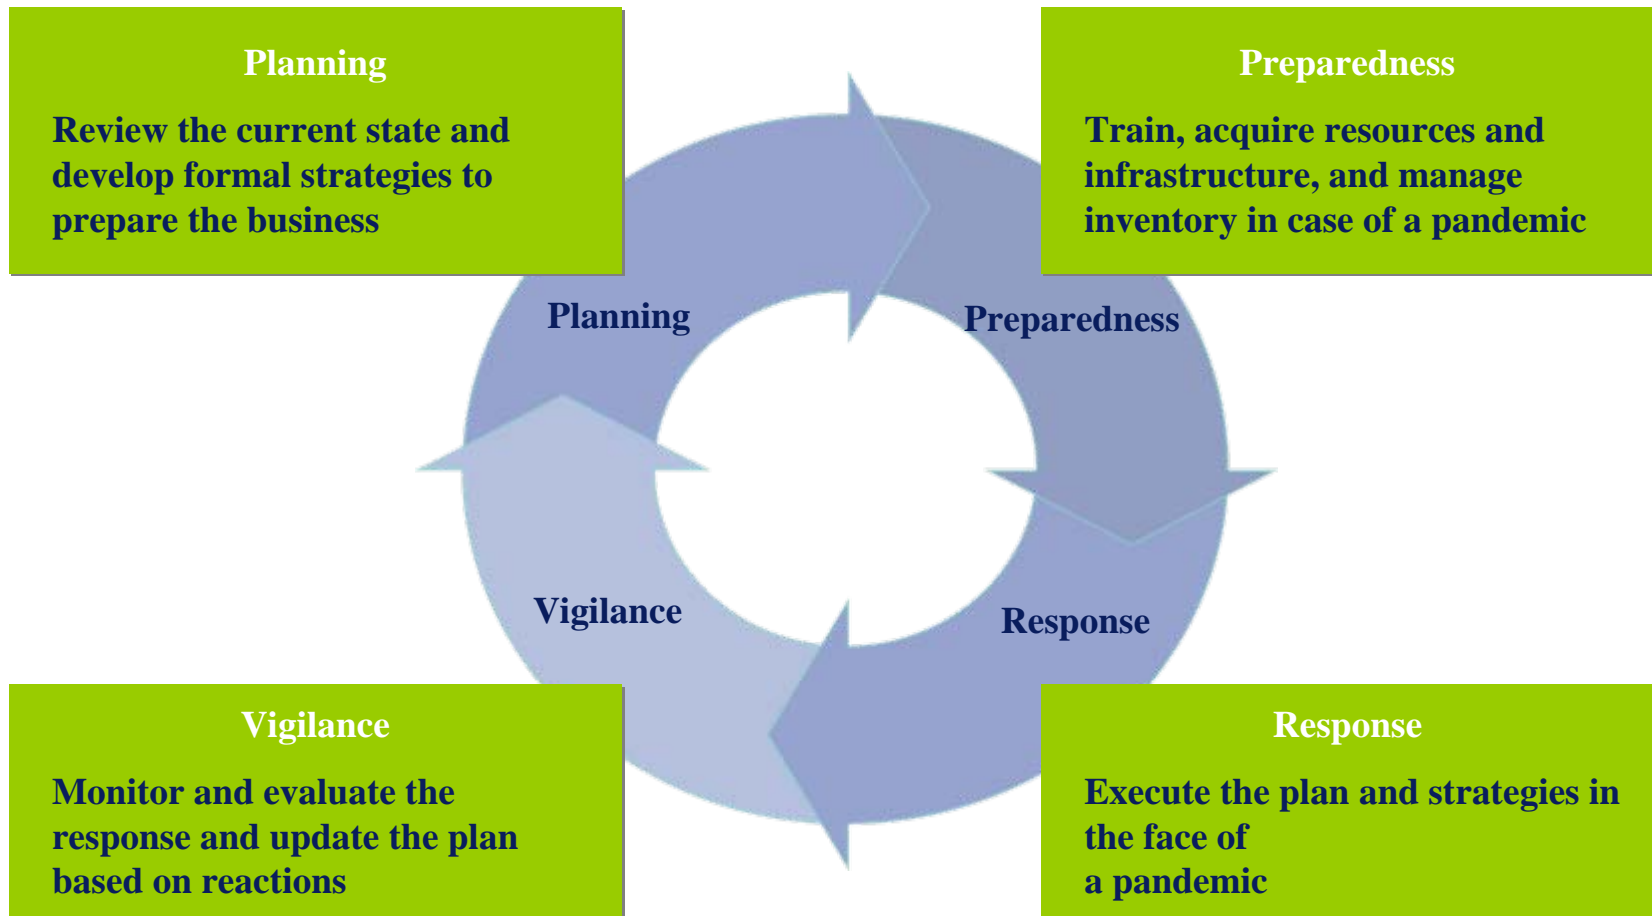 Planning
Review the current state and
develop formal strategies to
prepare the business
Preparedness
Train, acquire resources and
infrastructure, and manage
inventory in case of a pandemic
Planning
Preparedness
Vigilance
Response
Vigilance
Monitor and evaluate the
response and update the plan
based on reactions
Response
Execute the plan and strategies in
the face of
a pandemic